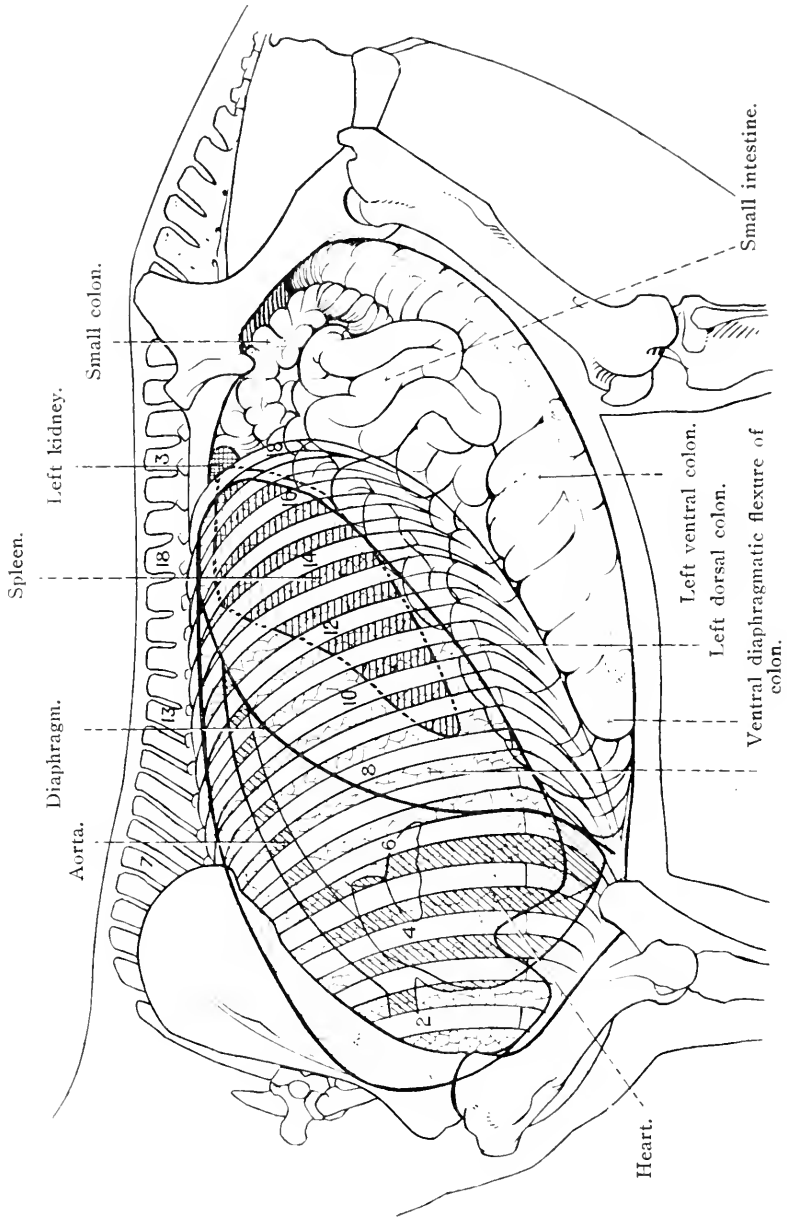 Spleen.
Diaphragm.
Left kidney.
Aorta.
Small colon.
7
13
18
3
2
4
6
8
10
12
14
16
18
Heart.
Ventral diaphragmatic flexure of
colon.
Left dorsal colon.
Left ventral colon.
Small intestine.